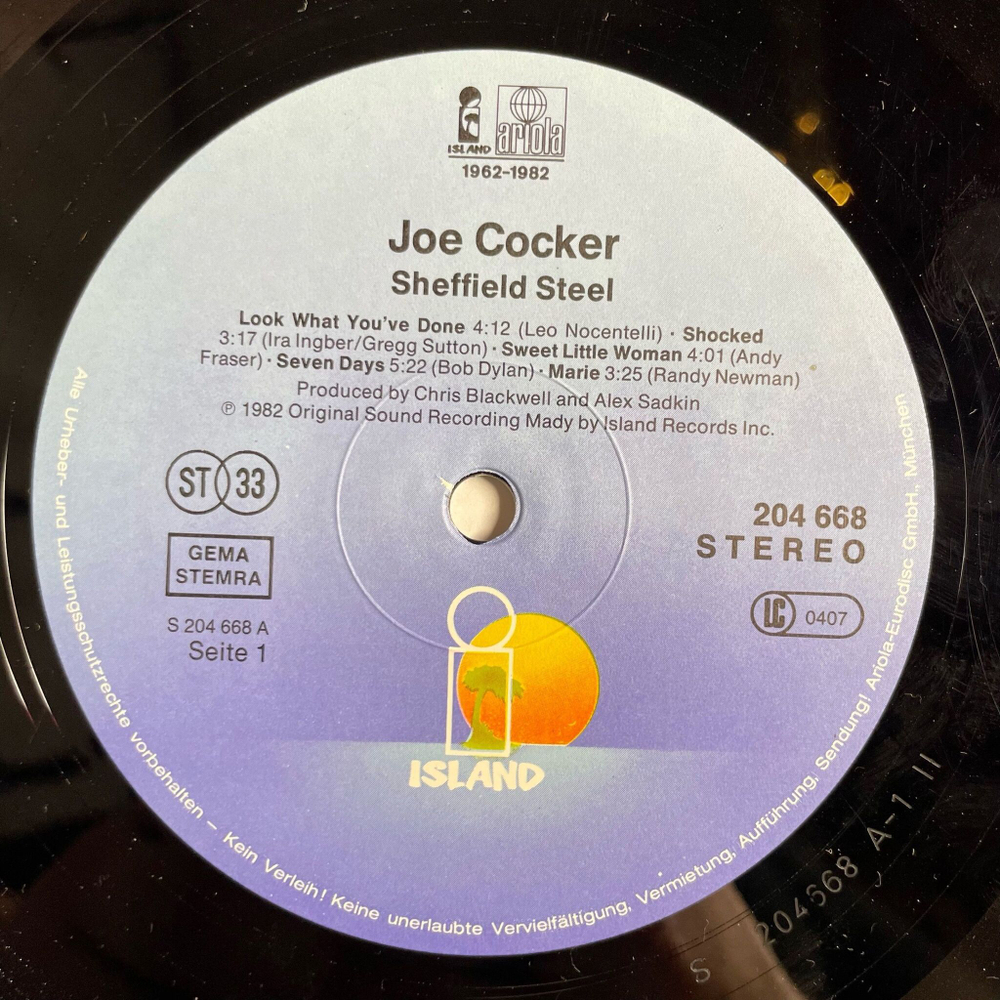 ISLAND ariola
1962-1982
Joe Cocker
Sheffield Steel
Look What You've Done 4:12 (Leo Nocentelli) · Shocked
3:17 (Ira Ingber/Gregg Sutton) · Sweet Little Woman 4:01 (Andy
Fraser) · Seven Days 5:22 (Bob Dylan) · Marie 3:25 (Randy Newman)
Produced by Chris Blackwell and Alex Sadkin
℗ 1982 Original Sound Recording Mady by Island Records Inc.
ST 33
GEMA
STEMRA
S 204 668 A
Seite 1
204 668
STEREO
LC 0407
ISLAND
Alle Urheber- und Leistungsschutzrechte vorbehalten – Kein Verleih! Keine unerlaubte Vervielfältigung, Vermietung, Aufführung, Sendung! Ariola-Eurodisc GmbH., München
S 204668 A-1 II